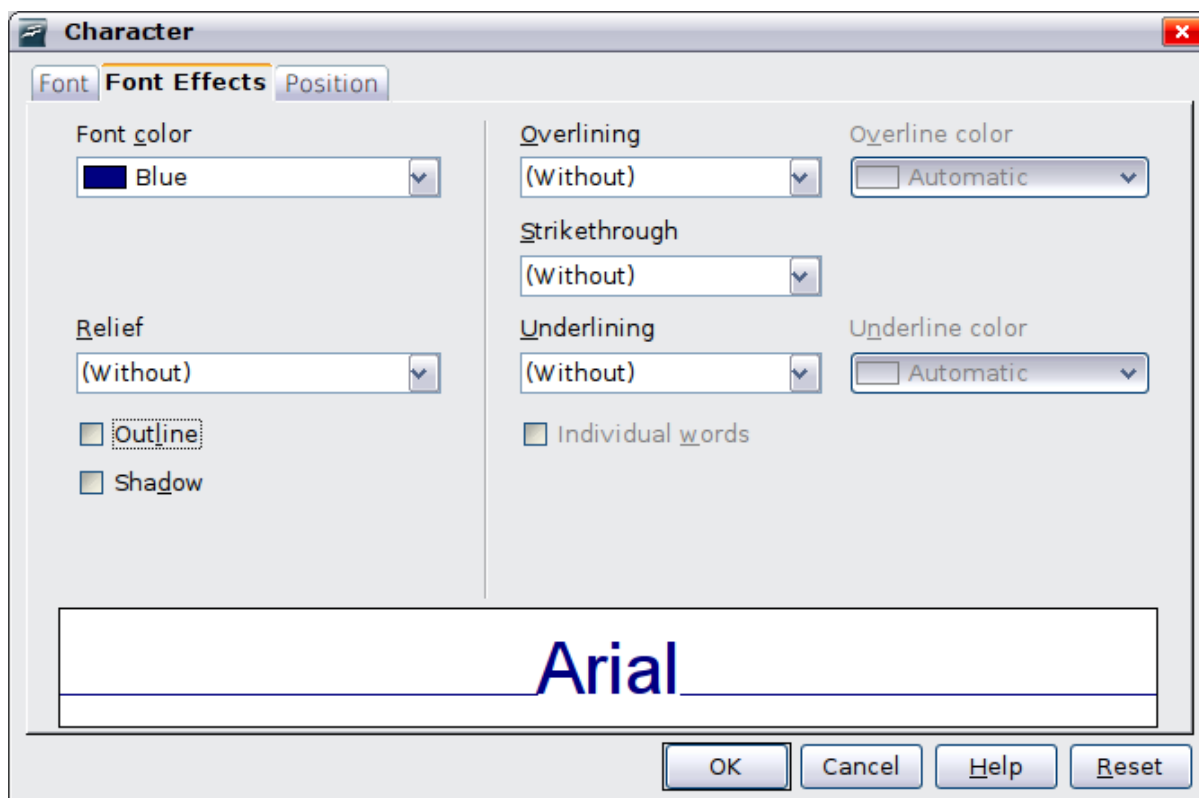 Character
Font Font Effects Position
Font color
Blue
Overlining Overline color
(Without) Automatic
Strikethrough
(Without)
Relief
(Without)
Underlining Underline color
(Without) Automatic
Outline
Individual words
Shadow
Arial
OK Cancel Help Reset